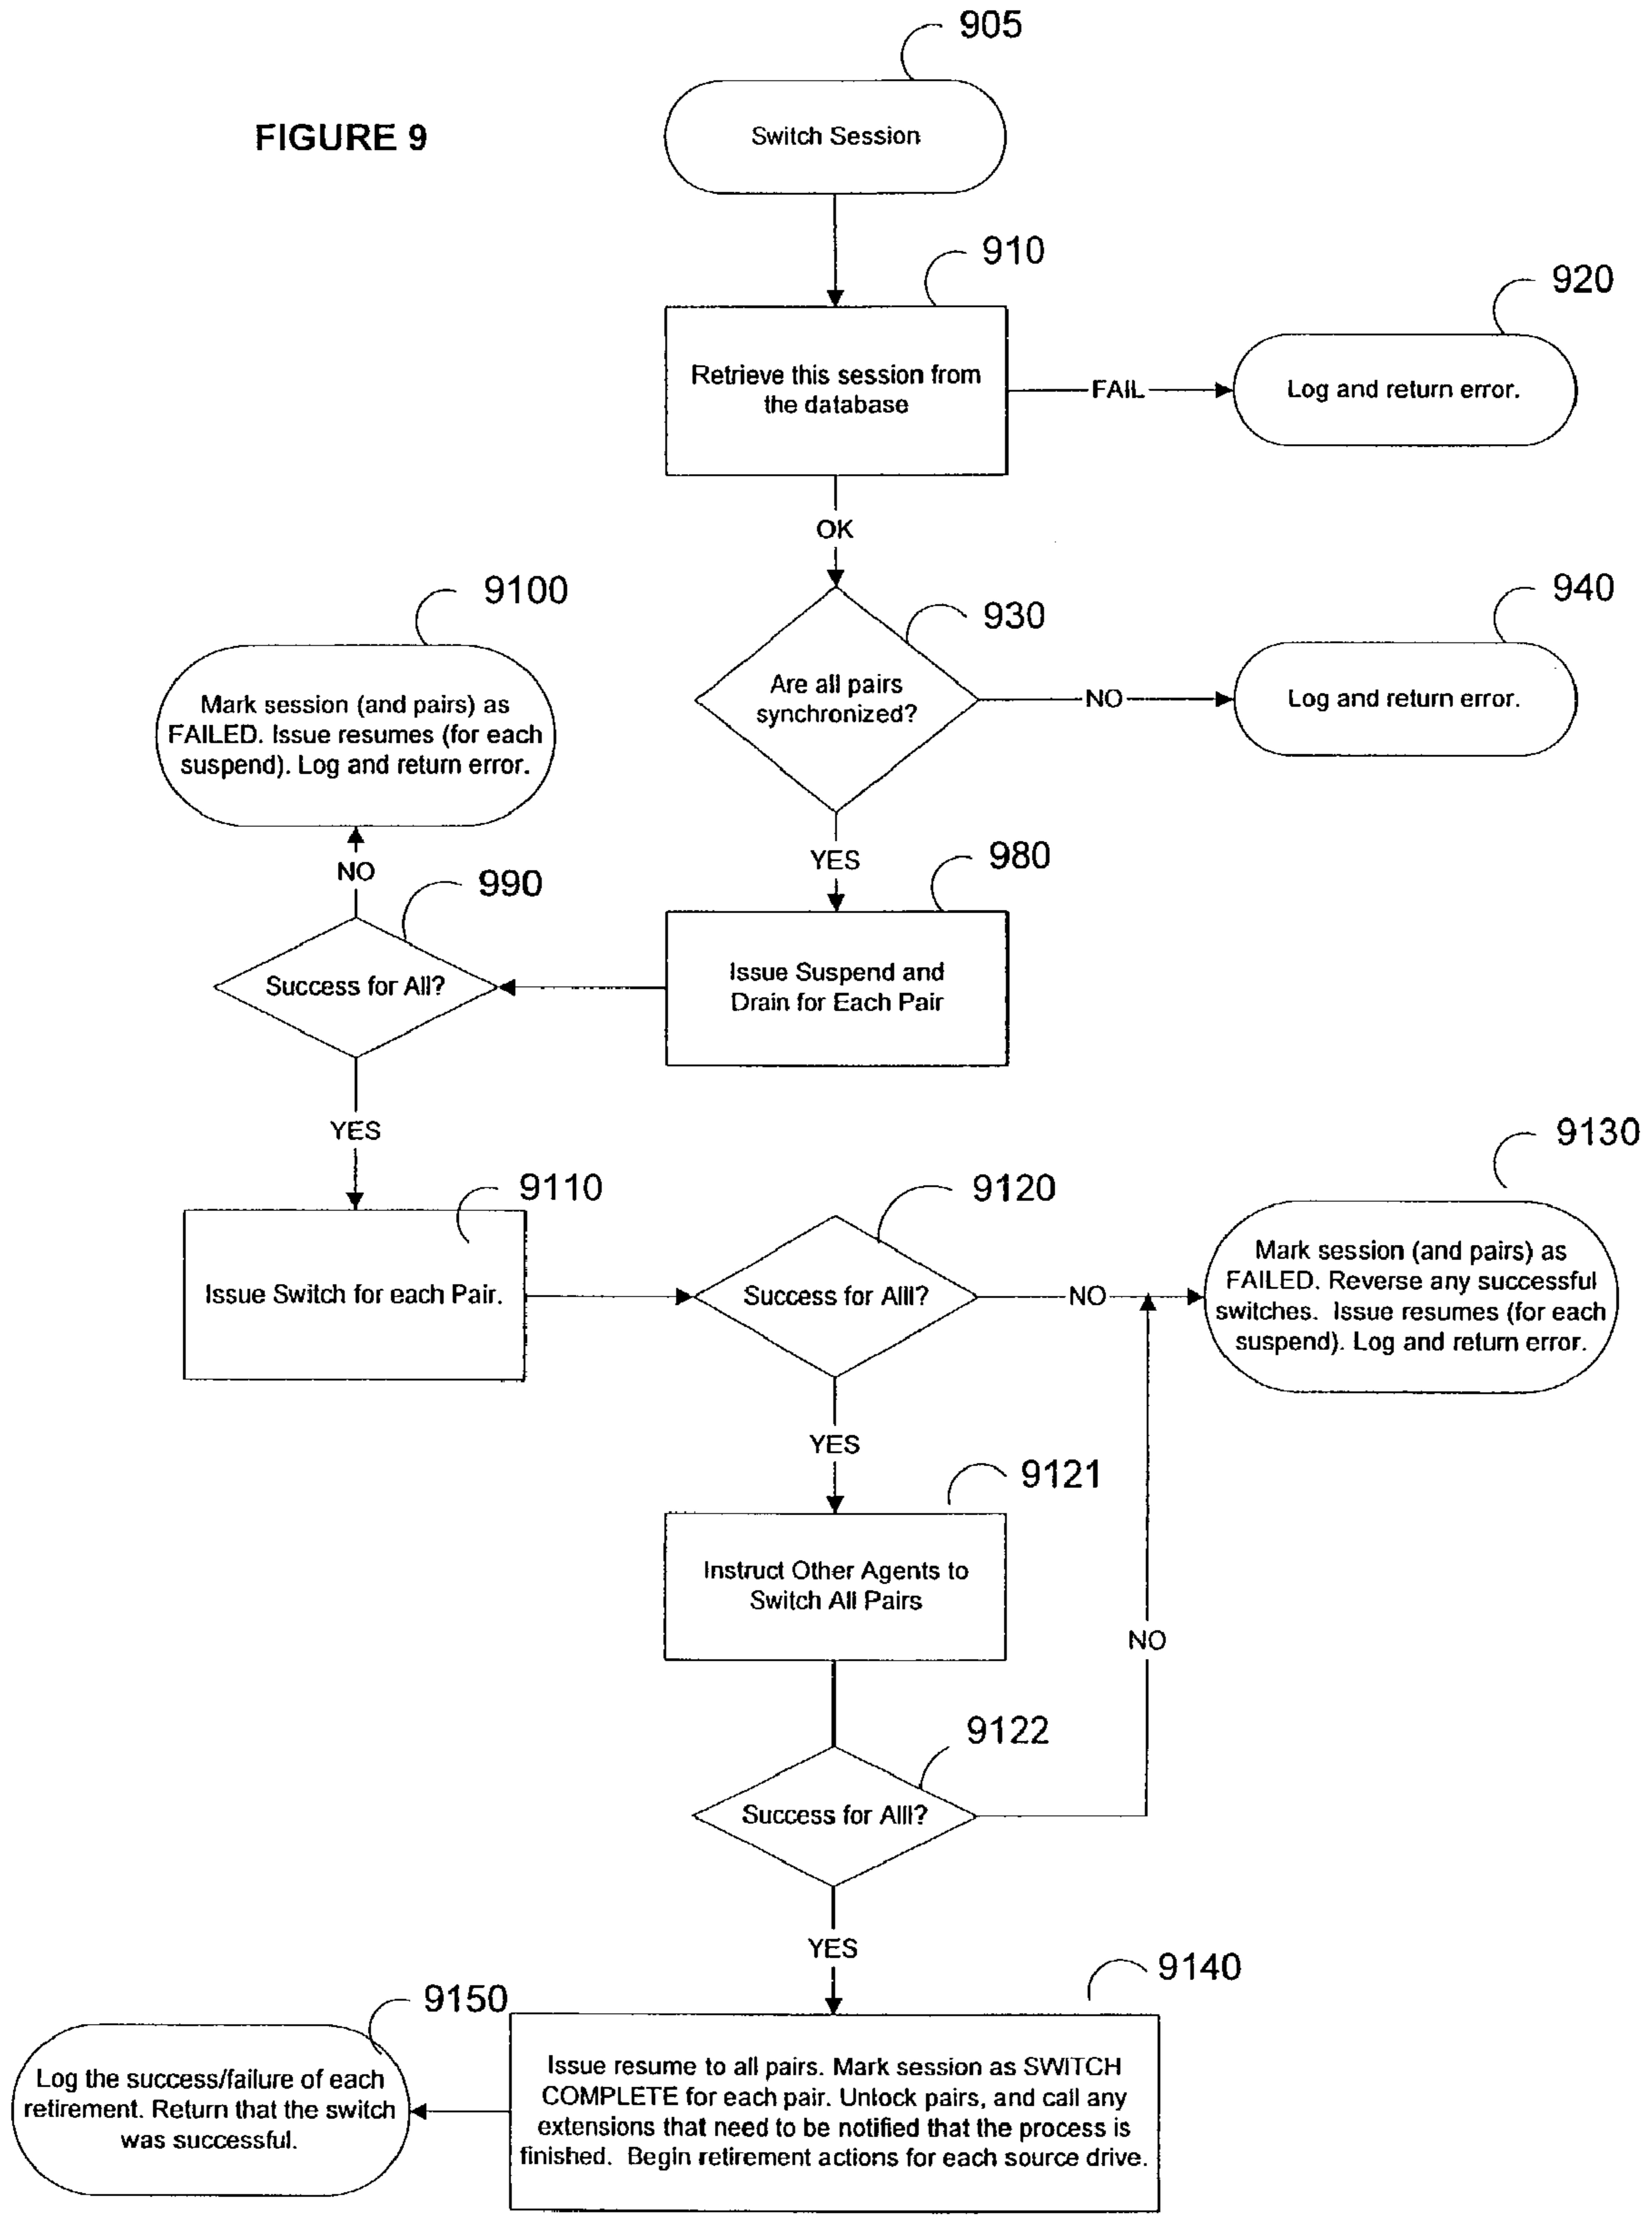 905
FIGURE 9
Switch Session
910
920
Retrieve this session from
the database
FAIL
Log and return error.
OK
9100
930
940
Mark session (and pairs) as
FAILED. Issue resumes (for each
suspend). Log and return error.
Are all pairs
synchronized?
NO
Log and return error.
NO
YES
990
980
Success for All?
Issue Suspend and
Drain for Each Pair
YES
9110
9120
9130
Issue Switch for each Pair.
Success for Alll?
NO
Mark session (and pairs) as
FAILED. Reverse any successful
switches. Issue resumes (for each
suspend). Log and return error.
YES
9121
Instruct Other Agents to
Switch All Pairs
NO
9122
Success for Alll?
YES
9140
9150
Issue resume to all pairs. Mark session as SWITCH
COMPLETE for each pair. Unlock pairs, and call any
extensions that need to be notified that the process is
finished. Begin retirement actions for each source drive.
Log the success/failure of each
retirement. Return that the switch
was successful.